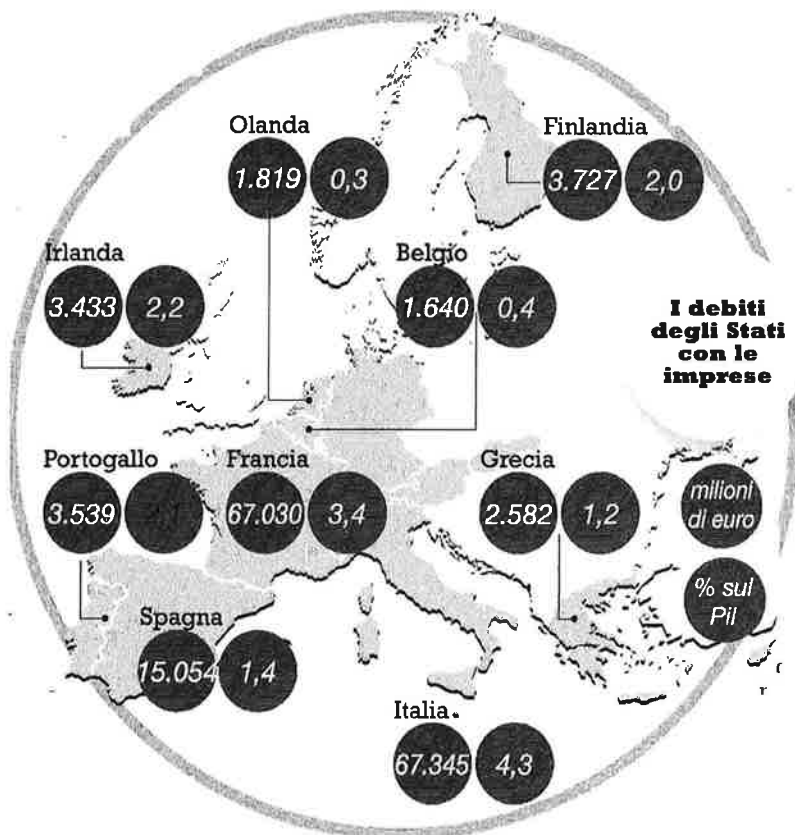 Olanda
1.819 0,3
Finlandia
3.727 2,0
Irlanda
3.433 2,2
Belgio
1.640 0,4
I debiti
degli Stati
con le
imprese
Portogallo
3.539
Francia
67.030 3,4
Grecia
2.582 1,2
milioni
di euro
% sul
Pil
Spagna
15.054 1,4
Italia
67.345 4,3